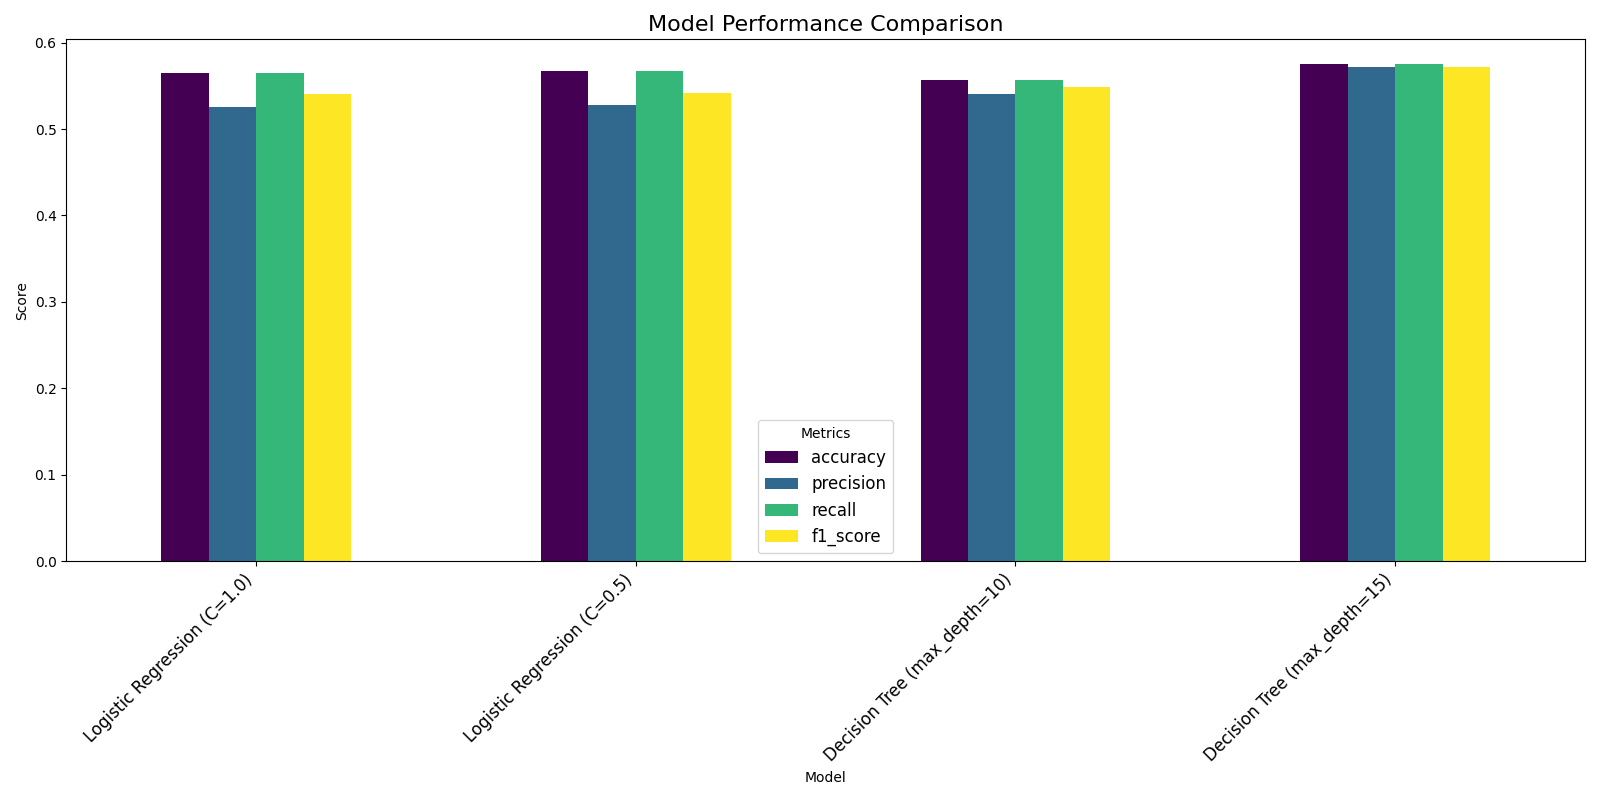 Model Performance Comparison
0.6
0.5
0.4
0.3
0.2
0.1
0.0
Score
Metrics
accuracy
precision
recall
f1_score
Logistic Regression (C=1.0)
Logistic Regression (C=0.5)
Decision Tree (max_depth=10)
Decision Tree (max_depth=15)
Model